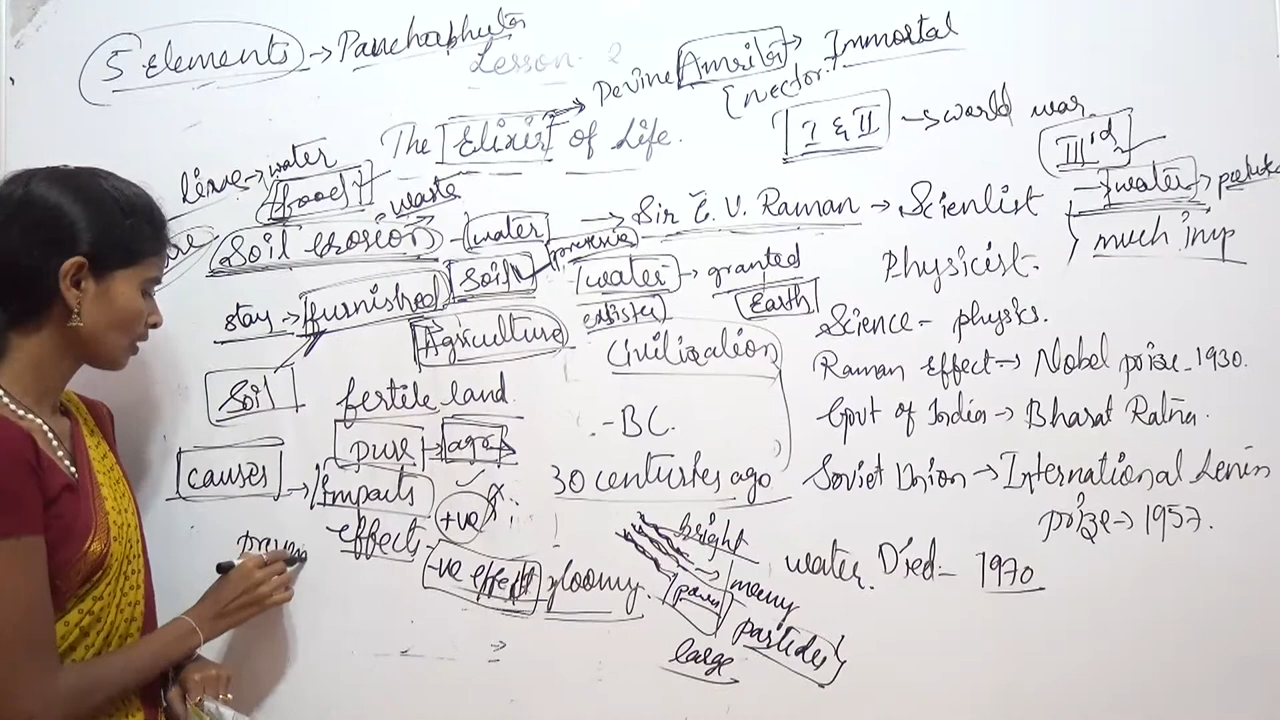 5 Elements → Panchabhutas
Lesson 2
Devine Amrita → Immortal
[nector.
The Elixir of Life.
I & II → world war
III rd
live → water
food
waste
→ water →
much imp
Soil erosion - water → Sir C. V. Raman → Scientist
Soil
water → granted
Physicist.
stay → furnished
existed
Earth
Science - physics.
Agriculture
Civilization
Raman Effect → Nobel prize - 1930.
Soil
fertile land.
- BC.
Govt of India → Bharat Ratna.
pure → age
causes
30 centuries ago
Soviet Union → International Lenin
prize → 1957.
→ Impacts
+ve
effects
bright
water. Died - 1970
-ve effect gloomy.
→ many
particles
large